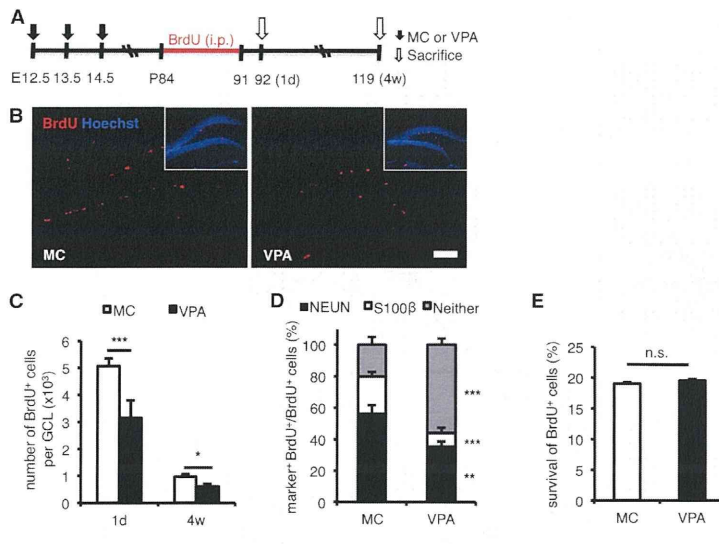 A
BrdU (i.p.)
MC or VPA
Sacrifice
E12.5 13.5 14.5 P84 91 92 (1d) 119 (4w)
B
BrdU Hoechst
MC
VPA
C
MC VPA
number of BrdU⁺ cells
per GCL (x10³)
6
5
4
3
2
1
0
***
*
1d 4w
D
NEUN S100β Neither
marker⁺ BrdU⁺/BrdU⁺ cells (%)
100
80
60
40
20
0
***
***
**
MC VPA
E
survival of BrdU⁺ cells (%)
25
20
15
10
5
0
n.s.
MC VPA